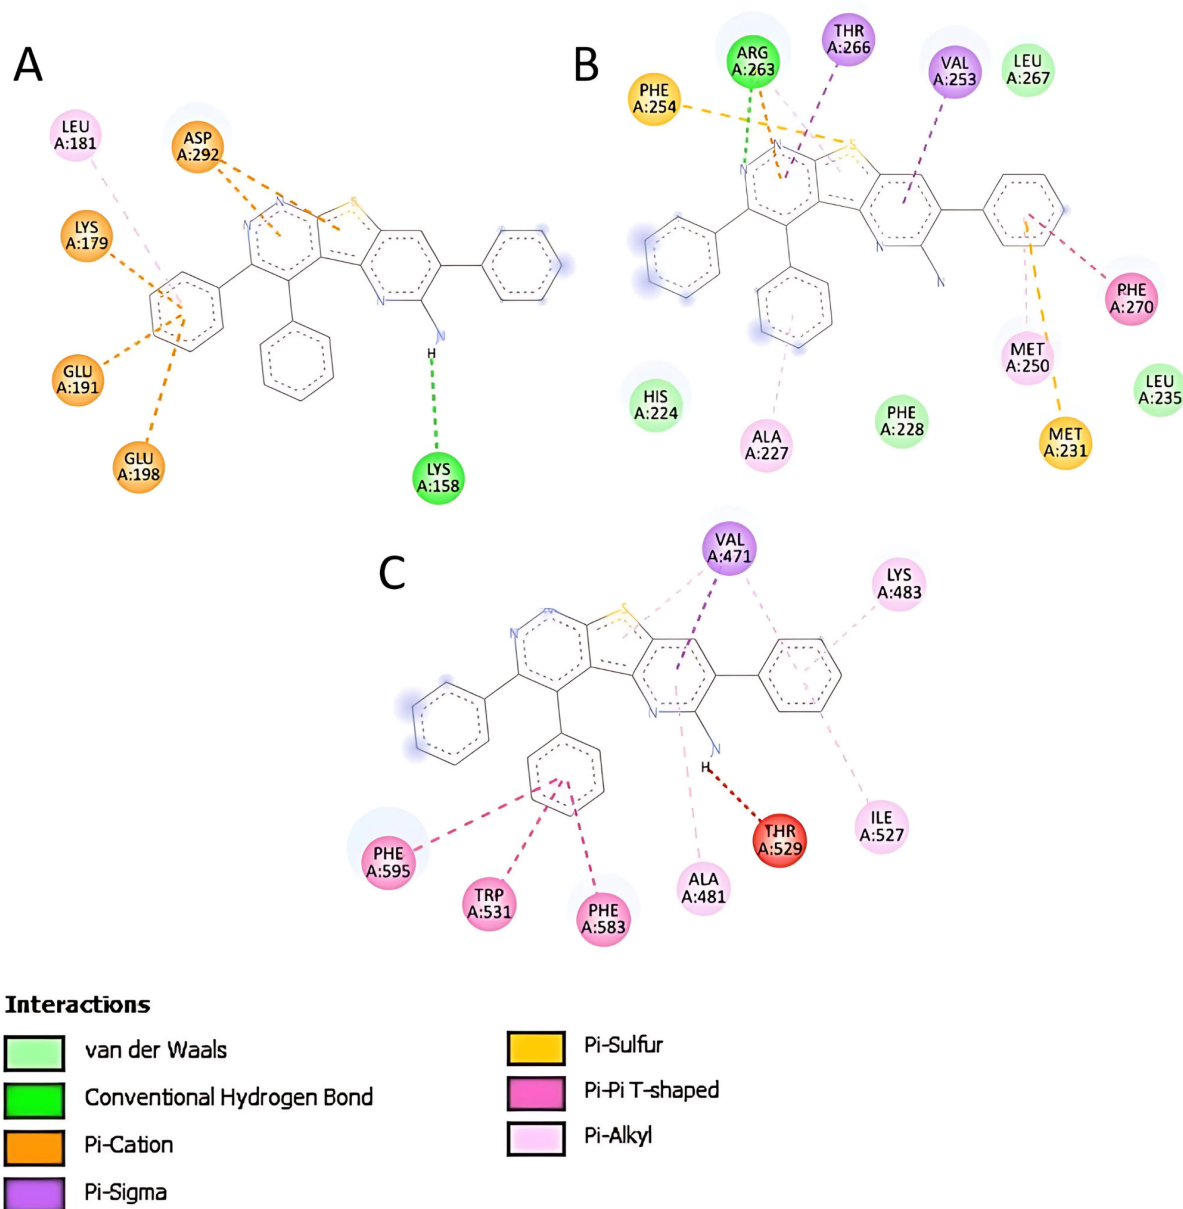 A
LEU
A:181
ASP
A:292
LYS
A:179
GLU
A:191
GLU
A:198
LYS
A:158
N
N
S
N
N
H
B
PHE
A:254
ARG
A:263
THR
A:266
VAL
A:253
LEU
A:267
PHE
A:270
MET
A:250
LEU
A:235
MET
A:231
PHE
A:228
ALA
A:227
HIS
A:224
N
N
S
N
N
C
VAL
A:471
LYS
A:483
ILE
A:527
THR
A:529
ALA
A:481
PHE
A:583
TRP
A:531
PHE
A:595
N
N
S
N
N
H
Interactions
van der Waals
Conventional Hydrogen Bond
Pi-Cation
Pi-Sigma
Pi-Sulfur
Pi-Pi T-shaped
Pi-Alkyl